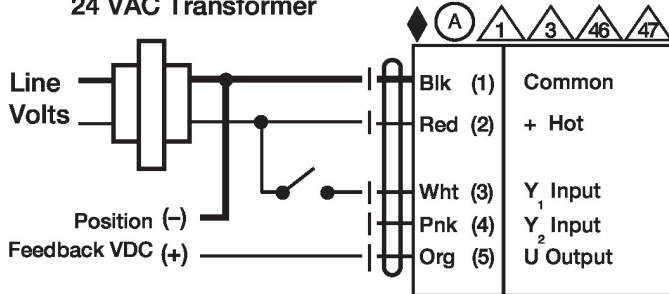 24 VAC Transformer
A 1 3 46 47
Line Volts
Blk (1) Common
Red (2) + Hot
Wht (3) Y1 Input
Position (–)
Pnk (4) Y2 Input
Feedback VDC (+)
Org (5) U Output